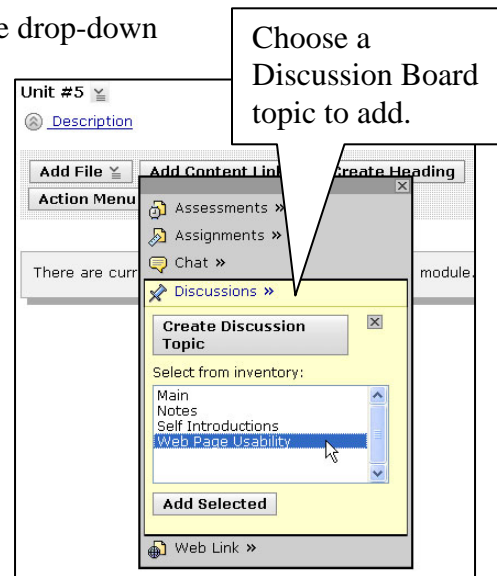 e drop-down
Choose a
Discussion Board
topic to add.
Unit #5
Description
Add File
Add Content Lin
Create Heading
Action Menu
Assessments »
Assignments »
Chat »
There are curr
module.
Discussions »
Create Discussion
Topic
Select from inventory:
Main
Notes
Self Introductions
Web Page Usability
Add Selected
Web Link »